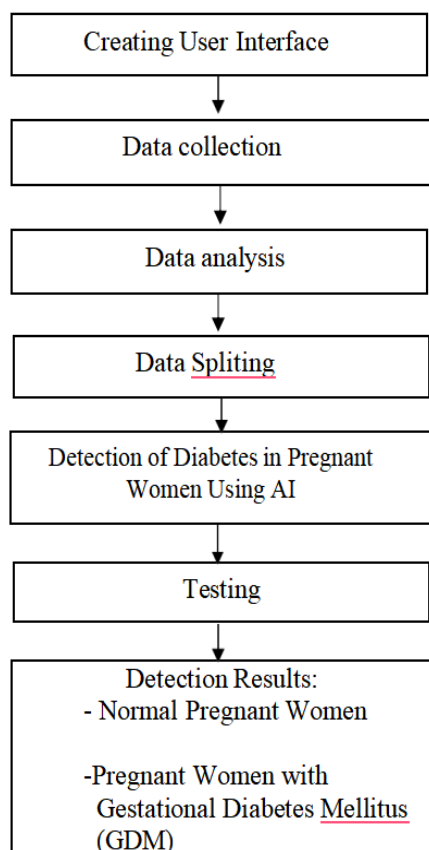 Creating User Interface
Data collection
Data analysis
Data Spliting
Detection of Diabetes in Pregnant
Women Using AI
Testing
Detection Results:
- Normal Pregnant Women
-Pregnant Women with
Gestational Diabetes Mellitus
(GDM)